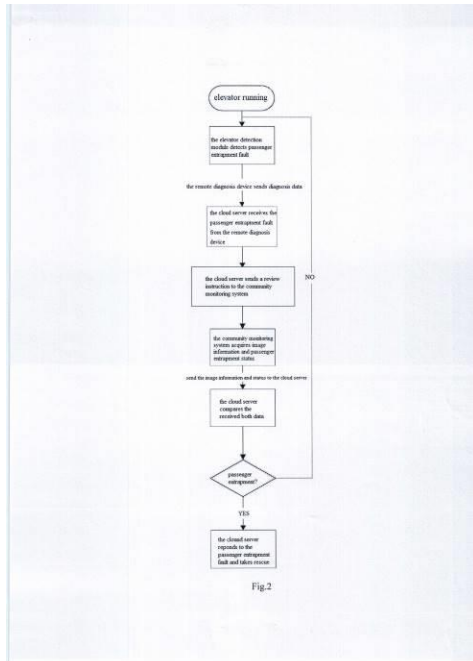 elevator running
the elevator detection
module detects passenger
entrapment fault
the remote diagnosis device sends diagnosis data
the cloud server receives the
passenger entrapment fault
from the remote diagnosis
device
NO
the cloud server sends a review
instruction to the community
monitoring system
the community monitoring
system acquires image
information and passenger
entrapment status
send the image information and status to the cloud server
the cloud server
compares the
received both data
passenger
entrapment?
YES
the cloaud server
reponds to the
passenger entrapment
fault and takes rescue
Fig.2